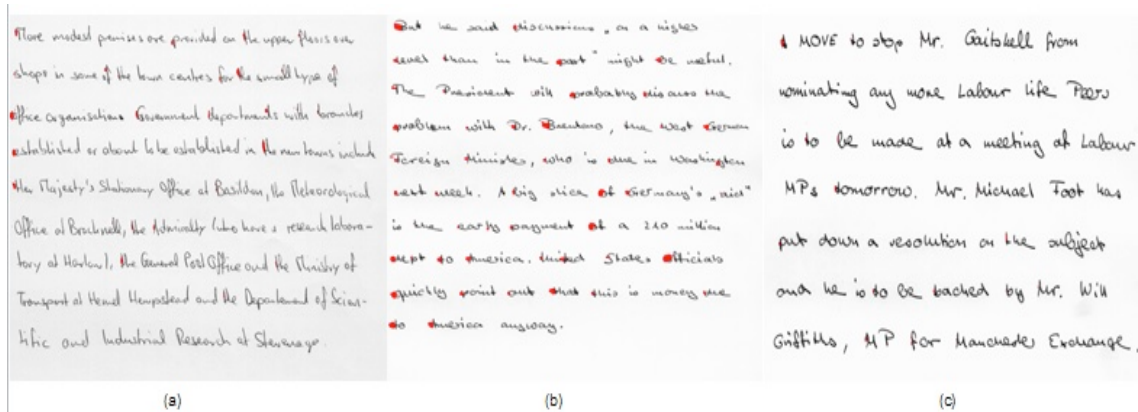 More modest premises are provided on the upper floors over
shops in some of the town centres for the small type of
office organisation. Government departments with branches
established or about to be established in the new towns include
Her Majesty's Stationary Office at Basildon, the Meteorological
Office at Bracknell, the Admirality (who have a research labora-
tory at Harlow), the General Post Office and the Ministry of
Transport at Hemel Hempstead and the Department of Scien-
tific and Industrial Research at Stevenage.
(a)
But he said discussions, on a higher
level than in the past" might be useful.
The President will probably discuss the
problem with Dr. Brentano, the West German
Foreign Minister, who is due in Washington
next week. A big slice of Germany's "aid"
is the early payment of a 210 million
dept to America. United States officials
quickly point out that this is money due
to America anyway.
(b)
A MOVE to stop Mr. Gaitskell from
nominating any more Labour life Peers
is to be made at a meeting of Labour
MPs tomorrow. Mr. Michael Foot has
put down a resolution on the subject
and he is to be backed by Mr. Will
Griffiths, MP for Manchester Exchange.
(c)